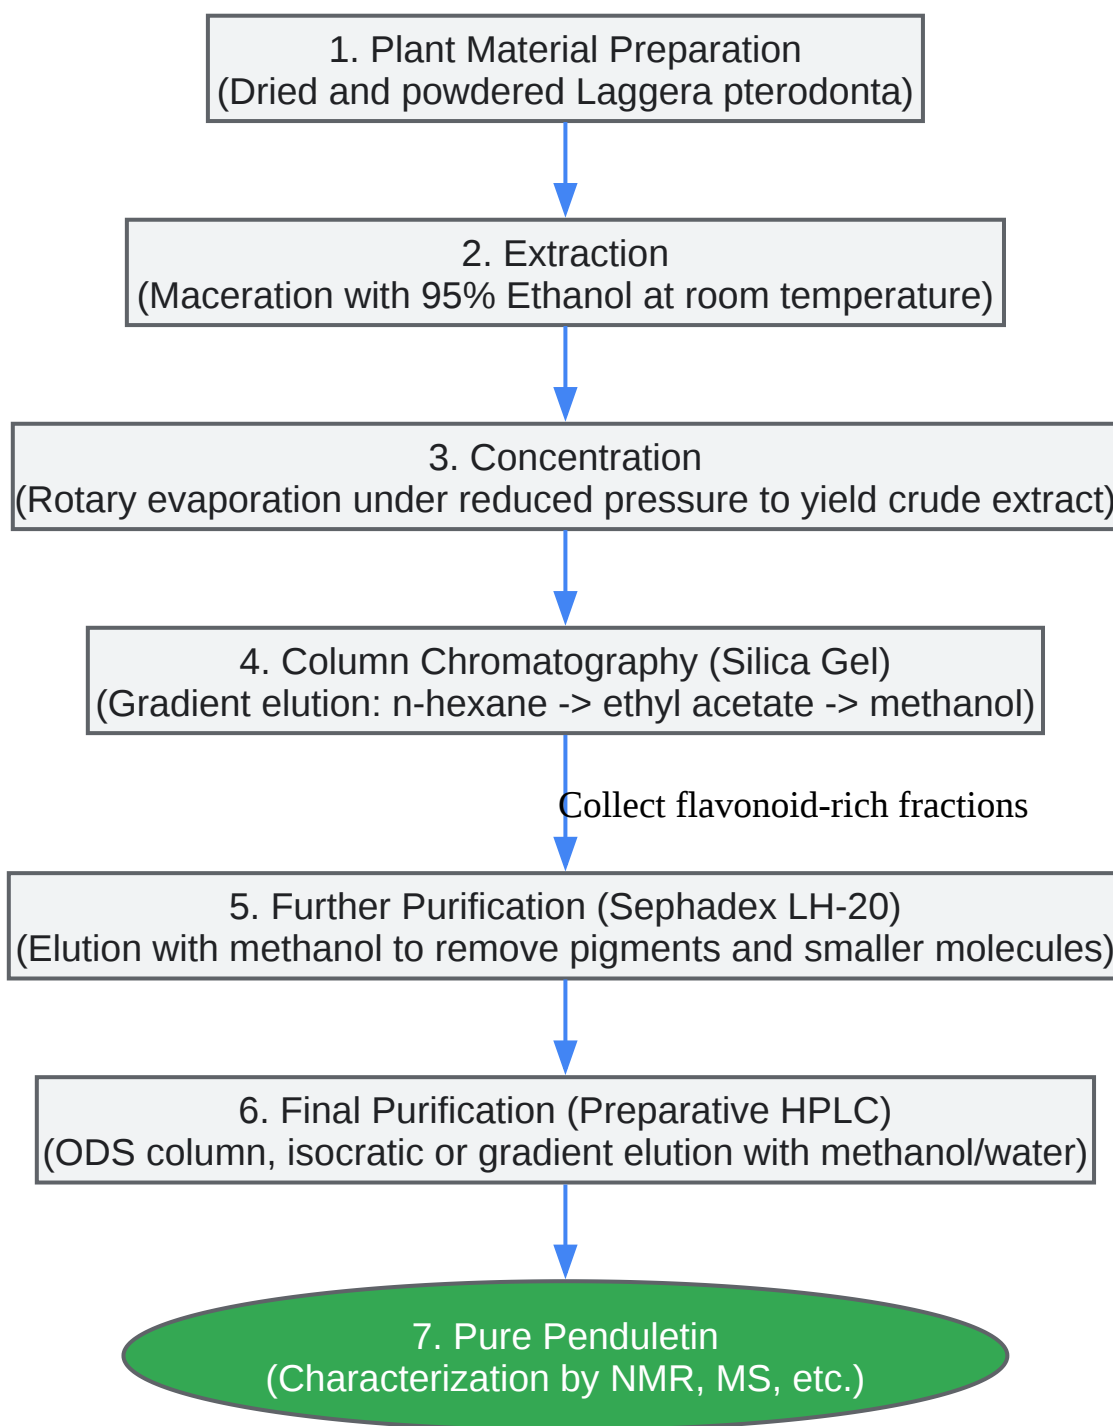 1. Plant Material Preparation
(Dried and powdered Laggera pterodonta)
2. Extraction
(Maceration with 95% Ethanol at room temperature)
3. Concentration
(Rotary evaporation under reduced pressure to yield crude extract)
4. Column Chromatography (Silica Gel)
(Gradient elution: n-hexane -> ethyl acetate -> methanol)
Collect flavonoid-rich fractions
5. Further Purification (Sephadex LH-20)
(Elution with methanol to remove pigments and smaller molecules)
6. Final Purification (Preparative HPLC)
(ODS column, isocratic or gradient elution with methanol/water)
7. Pure Penduletin
(Characterization by NMR, MS, etc.)